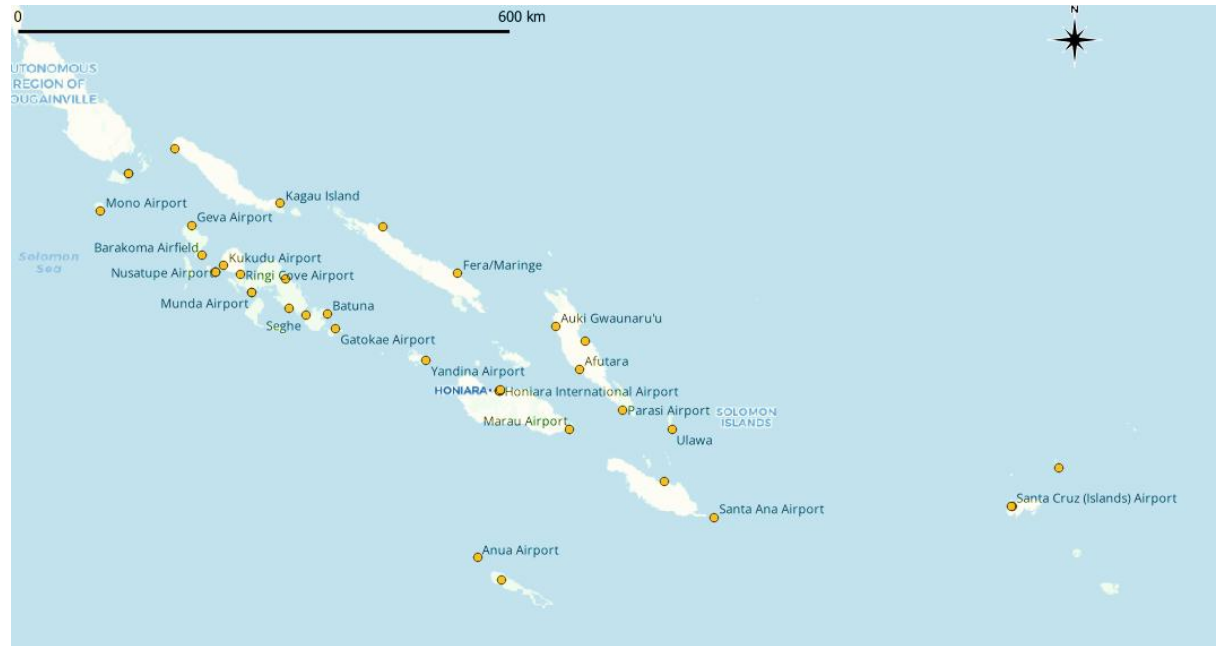 0 600 km
N
UTONOMOUS
REGION OF
OUGAINVILLE
Kagau Island
Mono Airport
Geva Airport
Barakoma Airfield
Solomon
Sea
Kukudu Airport
Fera/Maringe
Nusatupe Airport
Ringi Cove Airport
Munda Airport
Batuna
Seghe
Auki Gwaunaru'u
Gatokae Airport
Afutara
Yandina Airport
HONIARA
Honiara International Airport
Parasi Airport
SOLOMON
ISLANDS
Marau Airport
Ulawa
Santa Cruz (Islands) Airport
Santa Ana Airport
Anua Airport